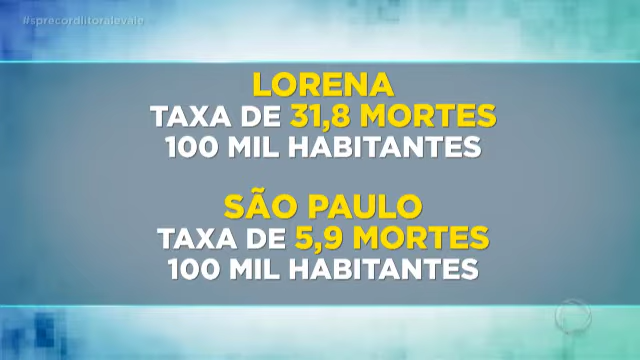 #sprecordlitoralevale
LORENA
TAXA DE 31,8 MORTES
100 MIL HABITANTES
SÃO PAULO
TAXA DE 5,9 MORTES
100 MIL HABITANTES